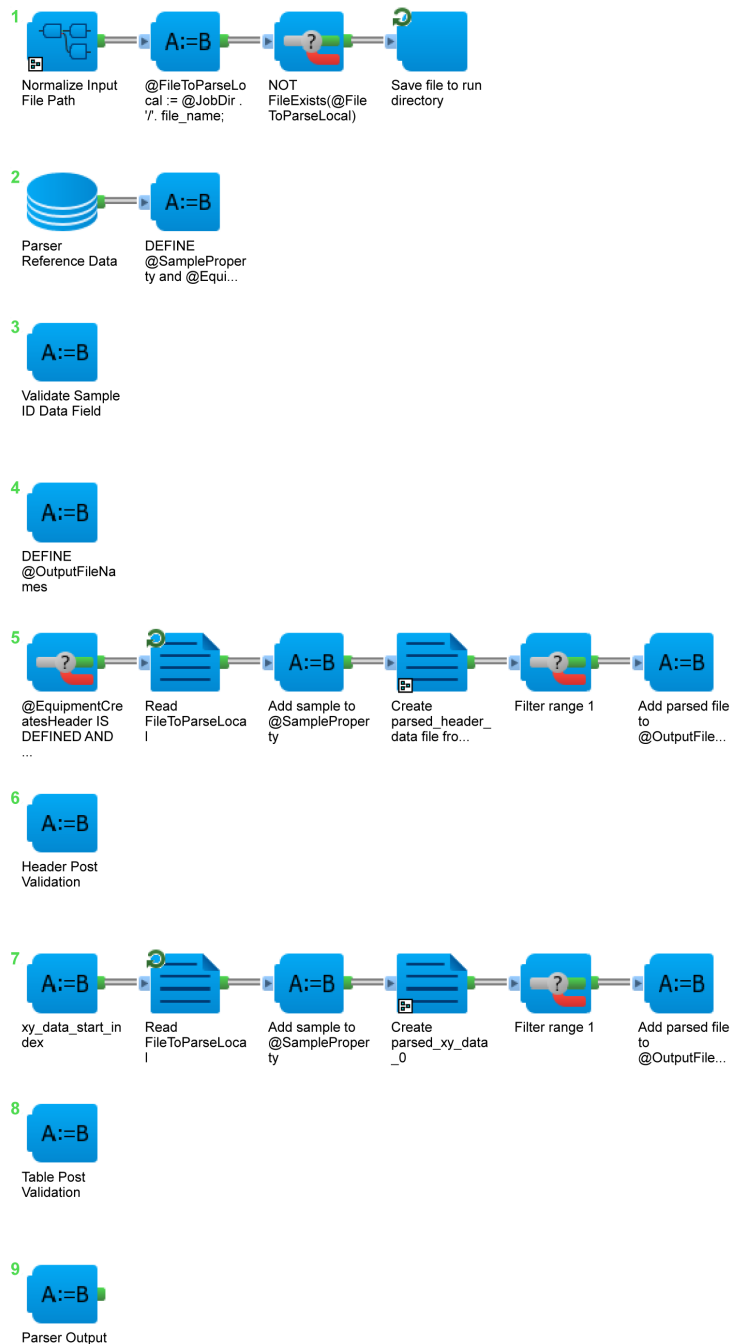 1
A:=B
?
Normalize Input
File Path
@FileToParseLo
cal := @JobDir .
'/'. file_name;
NOT
FileExists(@File
ToParseLocal)
Save file to run
directory
2
A:=B
Parser
Reference Data
DEFINE
@SampleProper
ty and @Equi...
3
A:=B
Validate Sample
ID Data Field
4
A:=B
DEFINE
@OutputFileNa
mes
5
?
A:=B
?
A:=B
@EquipmentCre
atesHeader IS
DEFINED AND
...
Read
FileToParseLoca
l
Add sample to
@SampleProper
ty
Create
parsed_header_
data file fro...
Filter range 1
Add parsed file
to
@OutputFile...
6
A:=B
Header Post
Validation
7
A:=B
A:=B
?
A:=B
xy_data_start_in
dex
Read
FileToParseLoca
l
Add sample to
@SampleProper
ty
Create
parsed_xy_data
_0
Filter range 1
Add parsed file
to
@OutputFile...
8
A:=B
Table Post
Validation
9
A:=B
Parser Output